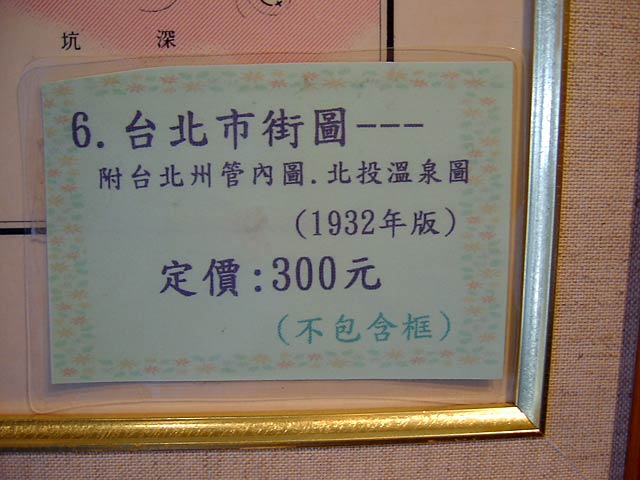 坑 深
6.台北市街圖---
附台北州管內圖.北投溫泉圖
(1932年版)
定價:300元
(不包含框)